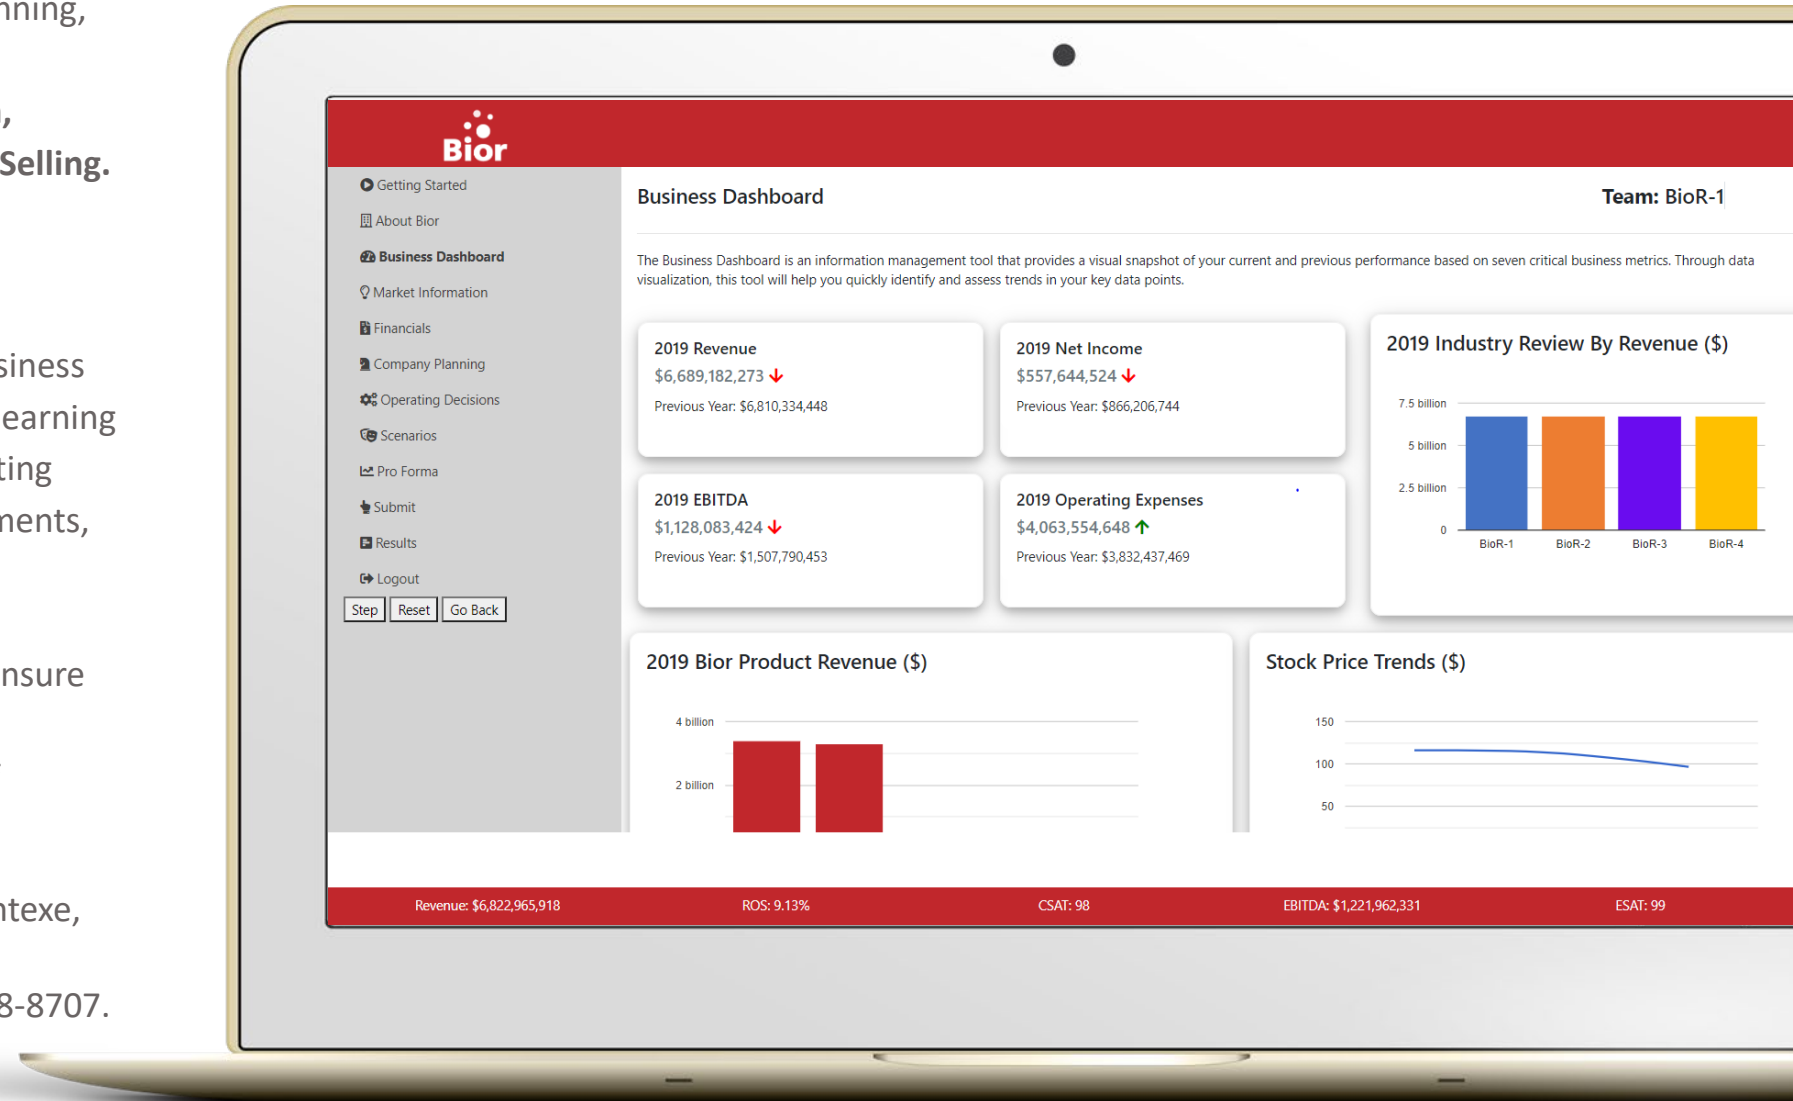 Selling.
siness
earning
ments,
nsure
ntexe,
8-8707.
Bior
Getting Started
About Bior
Business Dashboard
Market Information
Financials
Company Planning
Operating Decisions
Scenarios
Pro Forma
Submit
Results
Logout
Step Reset Go Back
Business Dashboard
Team: BioR-1
The Business Dashboard is an information management tool that provides a visual snapshot of your current and previous performance based on seven critical business metrics. Through data
visualization, this tool will help you quickly identify and assess trends in your key data points.
2019 Revenue
$6,689,182,273
Previous Year: $6,810,334,448
2019 Net Income
$557,644,524
Previous Year: $866,206,744
2019 EBITDA
$1,128,083,424
Previous Year: $1,507,790,453
2019 Operating Expenses
$4,063,554,648
Previous Year: $3,832,437,469
2019 Industry Review By Revenue ($)
7.5 billion
5 billion
2.5 billion
0
BioR-1 BioR-2 BioR-3 BioR-4
2019 Bior Product Revenue ($)
4 billion
2 billion
Stock Price Trends ($)
150
100
50
Revenue: $6,822,965,918 ROS: 9.13% CSAT: 98 EBITDA: $1,221,962,331 ESAT: 99